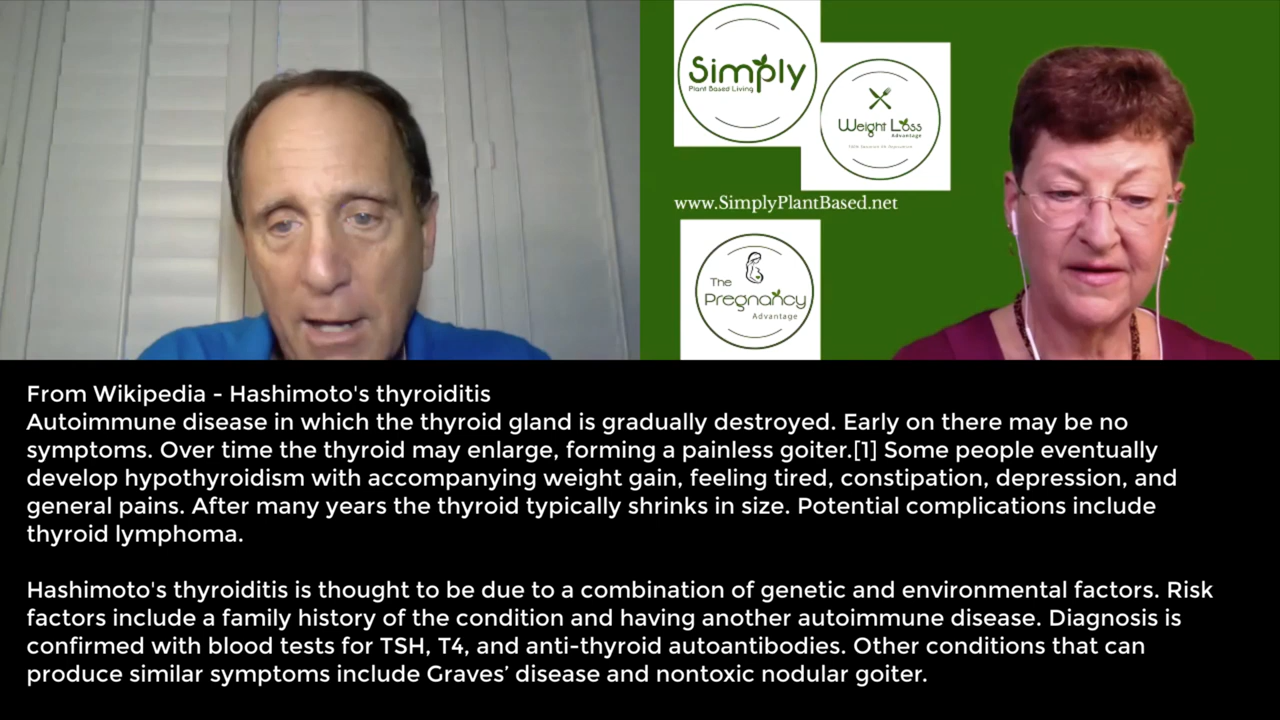 Simply
Plant Based Living
Weight Loss
Advantage
www.SimplyPlantBased.net
The
Pregnancy
Advantage
From Wikipedia - Hashimoto's thyroiditis
Autoimmune disease in which the thyroid gland is gradually destroyed. Early on there may be no
symptoms. Over time the thyroid may enlarge, forming a painless goiter.[1] Some people eventually
develop hypothyroidism with accompanying weight gain, feeling tired, constipation, depression, and
general pains. After many years the thyroid typically shrinks in size. Potential complications include
thyroid lymphoma.
Hashimoto's thyroiditis is thought to be due to a combination of genetic and environmental factors. Risk
factors include a family history of the condition and having another autoimmune disease. Diagnosis is
confirmed with blood tests for TSH, T4, and anti-thyroid autoantibodies. Other conditions that can
produce similar symptoms include Graves’ disease and nontoxic nodular goiter.